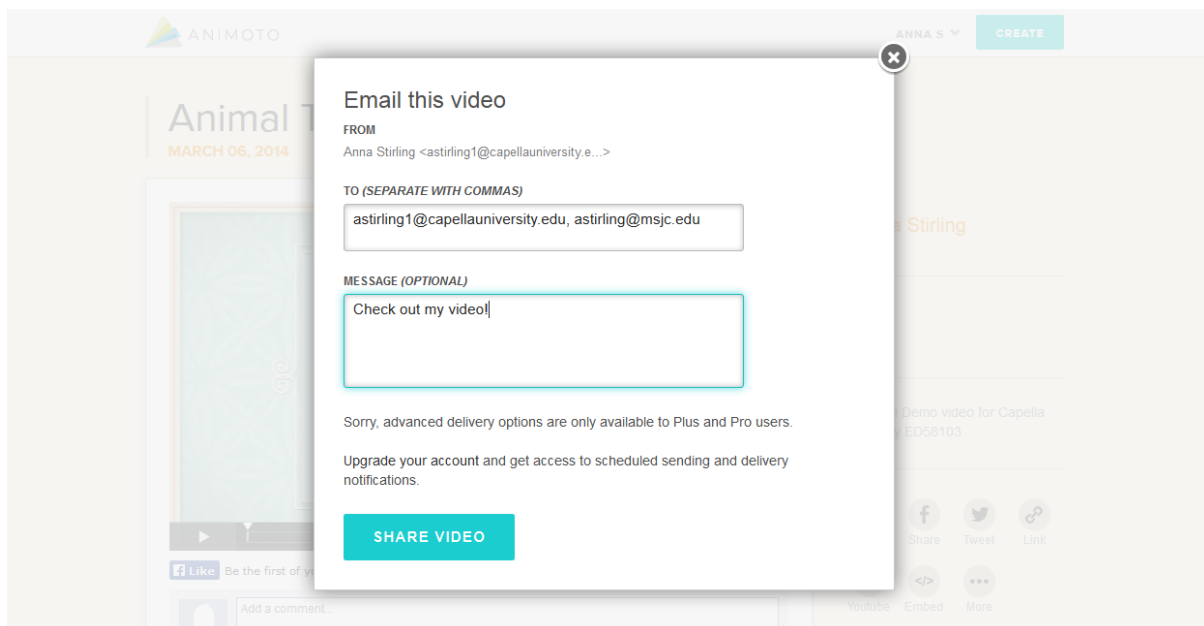 ANIMOTO
ANNA S
CREATE
Animal
MARCH 06, 2014
Email this video
FROM
Anna Stirling <astirling1@capellauniversity.e...>
TO (SEPARATE WITH COMMAS)
astirling1@capellauniversity.edu, astirling@msjc.edu
Stirling
MESSAGE (OPTIONAL)
Check out my video!
Demo video for Capella
ED58103
Sorry, advanced delivery options are only available to Plus and Pro users.
Upgrade your account and get access to scheduled sending and delivery
notifications.
SHARE VIDEO
Share Tweet Link
Like Be the first of
Youtube Embed More
Add a comment...